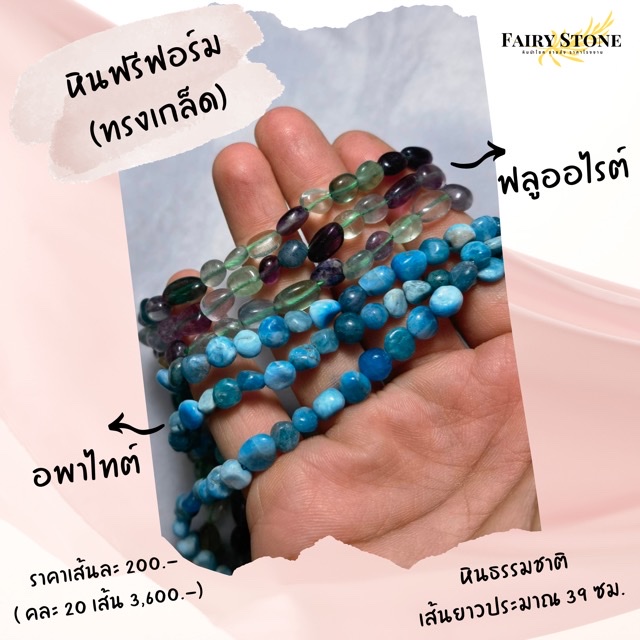 หินฟรีฟอร์ม
(ทรงเกล็ด)
FAIRY STONE
ฟลูออไรต์
อพาไทต์
ราคาเส้นละ 200.-
( คละ 20 เส้น 3,600.-)
หินธรรมชาติ
เส้นยาวประมาณ 39 ซม.